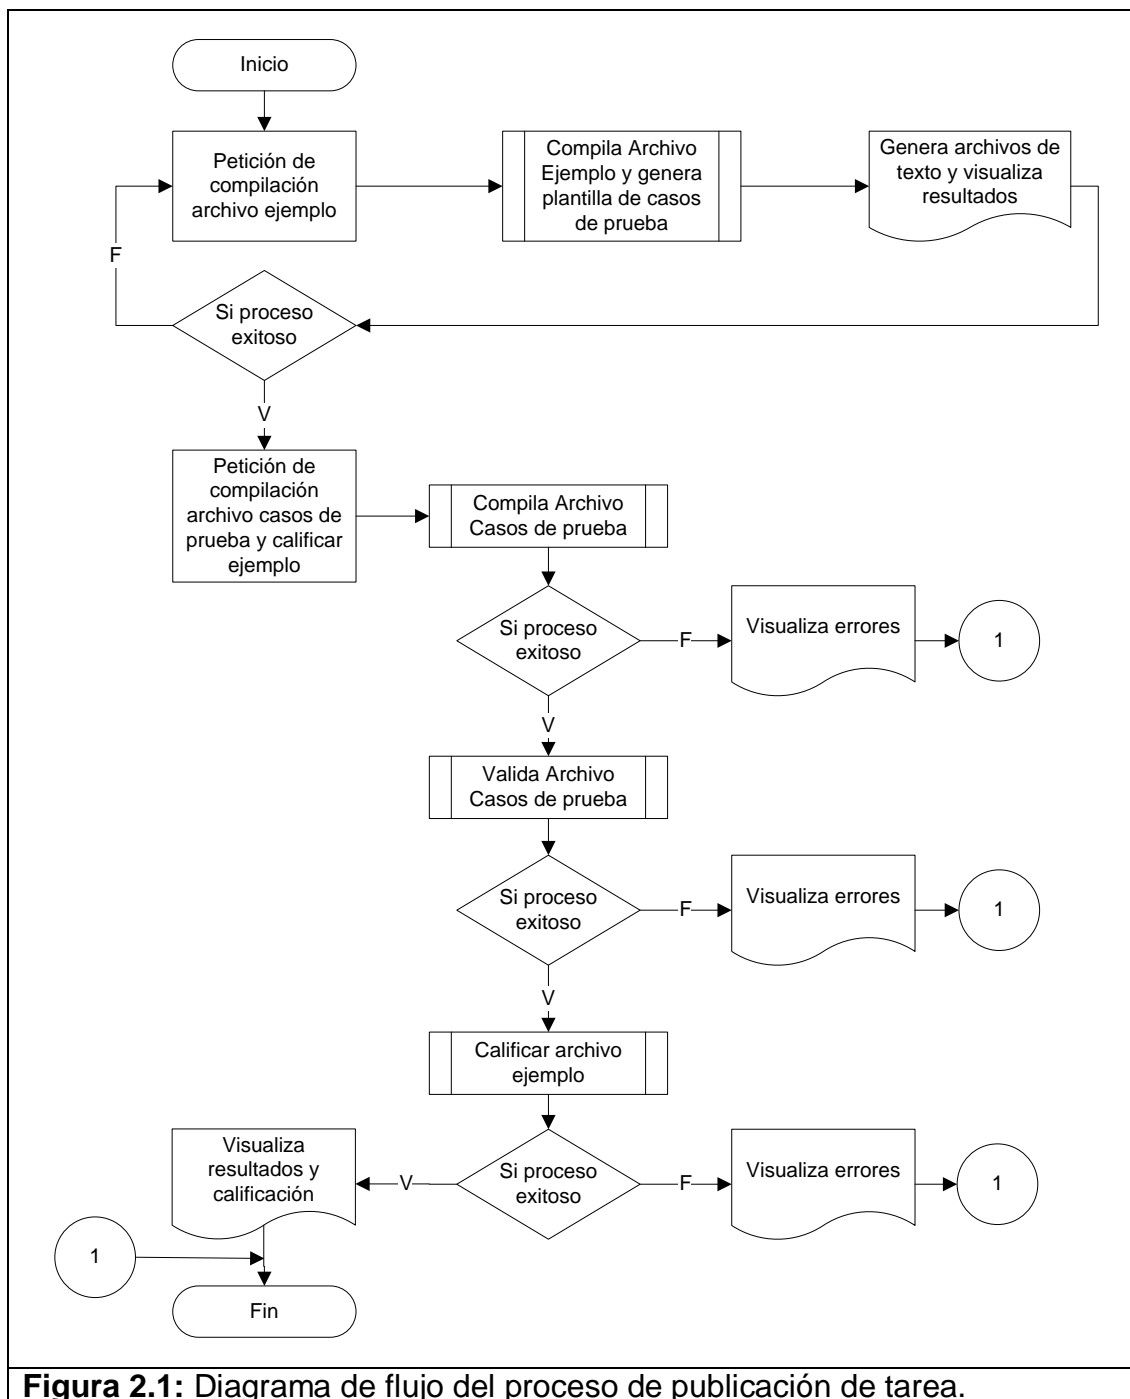 Inicio
Petición de
compilación
archivo ejemplo
Compila Archivo
Ejemplo y genera
plantilla de casos
de prueba
Genera archivos de
texto y visualiza
resultados
F
Si proceso
exitoso
V
Petición de
compilación
archivo casos de
prueba y calificar
ejemplo
Compila Archivo
Casos de prueba
Si proceso
exitoso
F
Visualiza errores
1
V
Valida Archivo
Casos de prueba
Si proceso
exitoso
F
Visualiza errores
1
V
Calificar archivo
ejemplo
Visualiza
resultados y
calificación
V
Si proceso
exitoso
F
Visualiza errores
1
1
Fin
Figura 2.1: Diagrama de flujo del proceso de publicación de tarea.